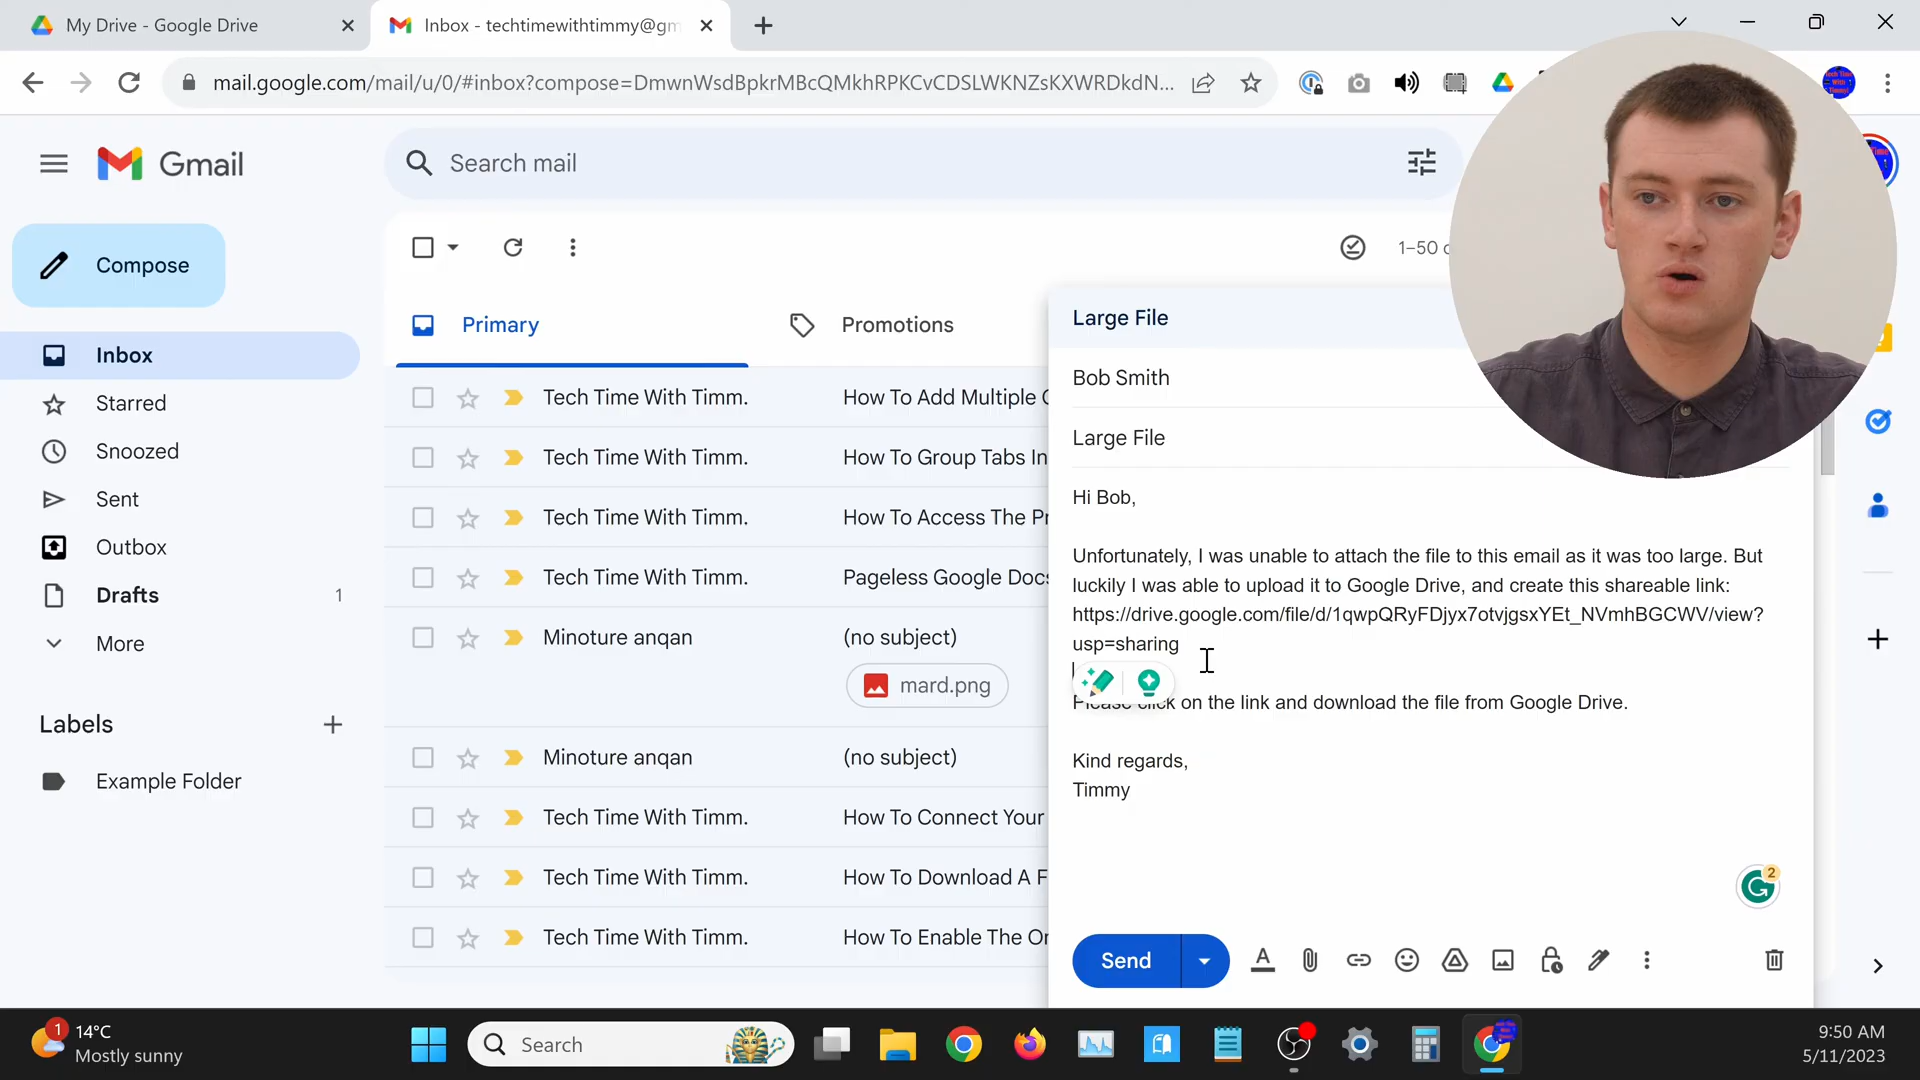 My Drive - Google Drive
Inbox - techtimewithtimmy@gm
mail.google.com/mail/u/0/#inbox?compose=DmwnWsdBpkrMBcQMkhRPKCvCDSLWKNZsKXWRDkdN...
Gmail
Search mail
Compose
1–50
Primary
Promotions
Inbox
Starred
Snoozed
Sent
Outbox
Drafts 1
More
Labels
Example Folder
Tech Time With Timm. How To Add Multiple
Tech Time With Timm. How To Group Tabs In
Tech Time With Timm. How To Access The
Tech Time With Timm. Pageless Google Docs
Minoture anqan (no subject)
mard.png
Minoture anqan (no subject)
Tech Time With Timm. How To Connect Your
Tech Time With Timm. How To Download A F
Tech Time With Timm. How To Enable The
Large File
Bob Smith
Large File
Hi Bob,
Unfortunately, I was unable to attach the file to this email as it was too large. But
luckily I was able to upload it to Google Drive, and create this shareable link:
https://drive.google.com/file/d/1qwpQRyFDjyx7otvjgsxYEt_NVmhBGCWV/view?
usp=sharing
Please click on the link and download the file from Google Drive.
Kind regards,
Timmy
2
Send
1
14°C
Mostly sunny
Search
9:50 AM
5/11/2023